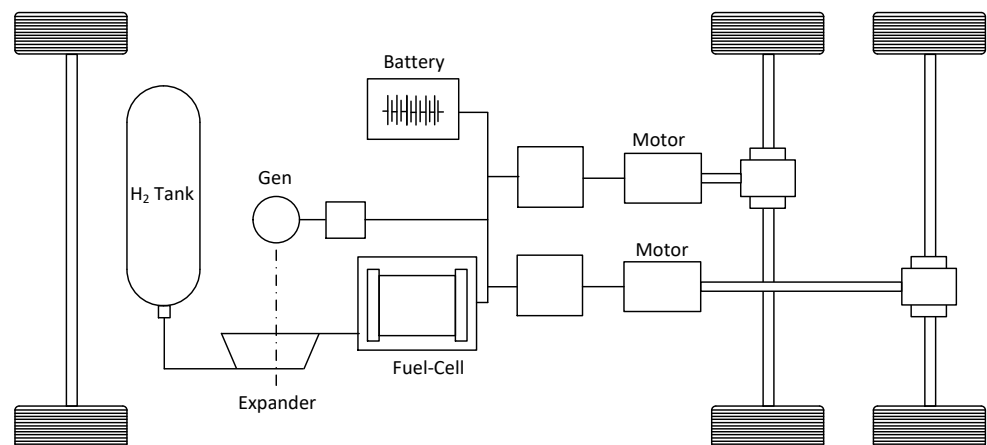 Battery
Motor
Gen
H₂ Tank
Motor
Fuel-Cell
Expander